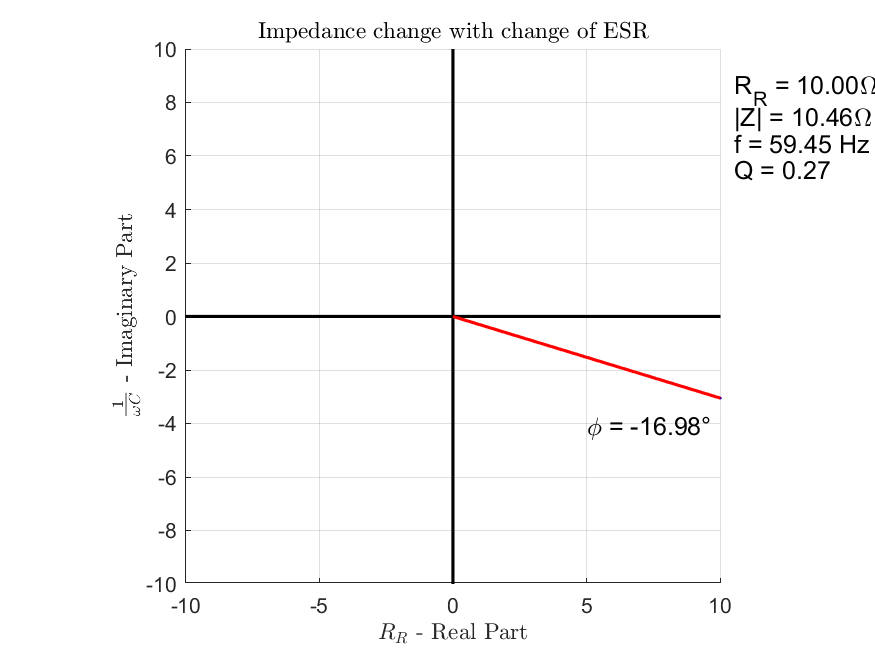 Impedance change with change of ESR
10
8
6
4
2
0
-2
-4
-6
-8
-10
-10
-5
0
5
10
R_R - Real Part
1/ωC - Imaginary Part
ϕ = -16.98°
R_R = 10.00Ω
|Z| = 10.46Ω
f = 59.45 Hz
Q = 0.27